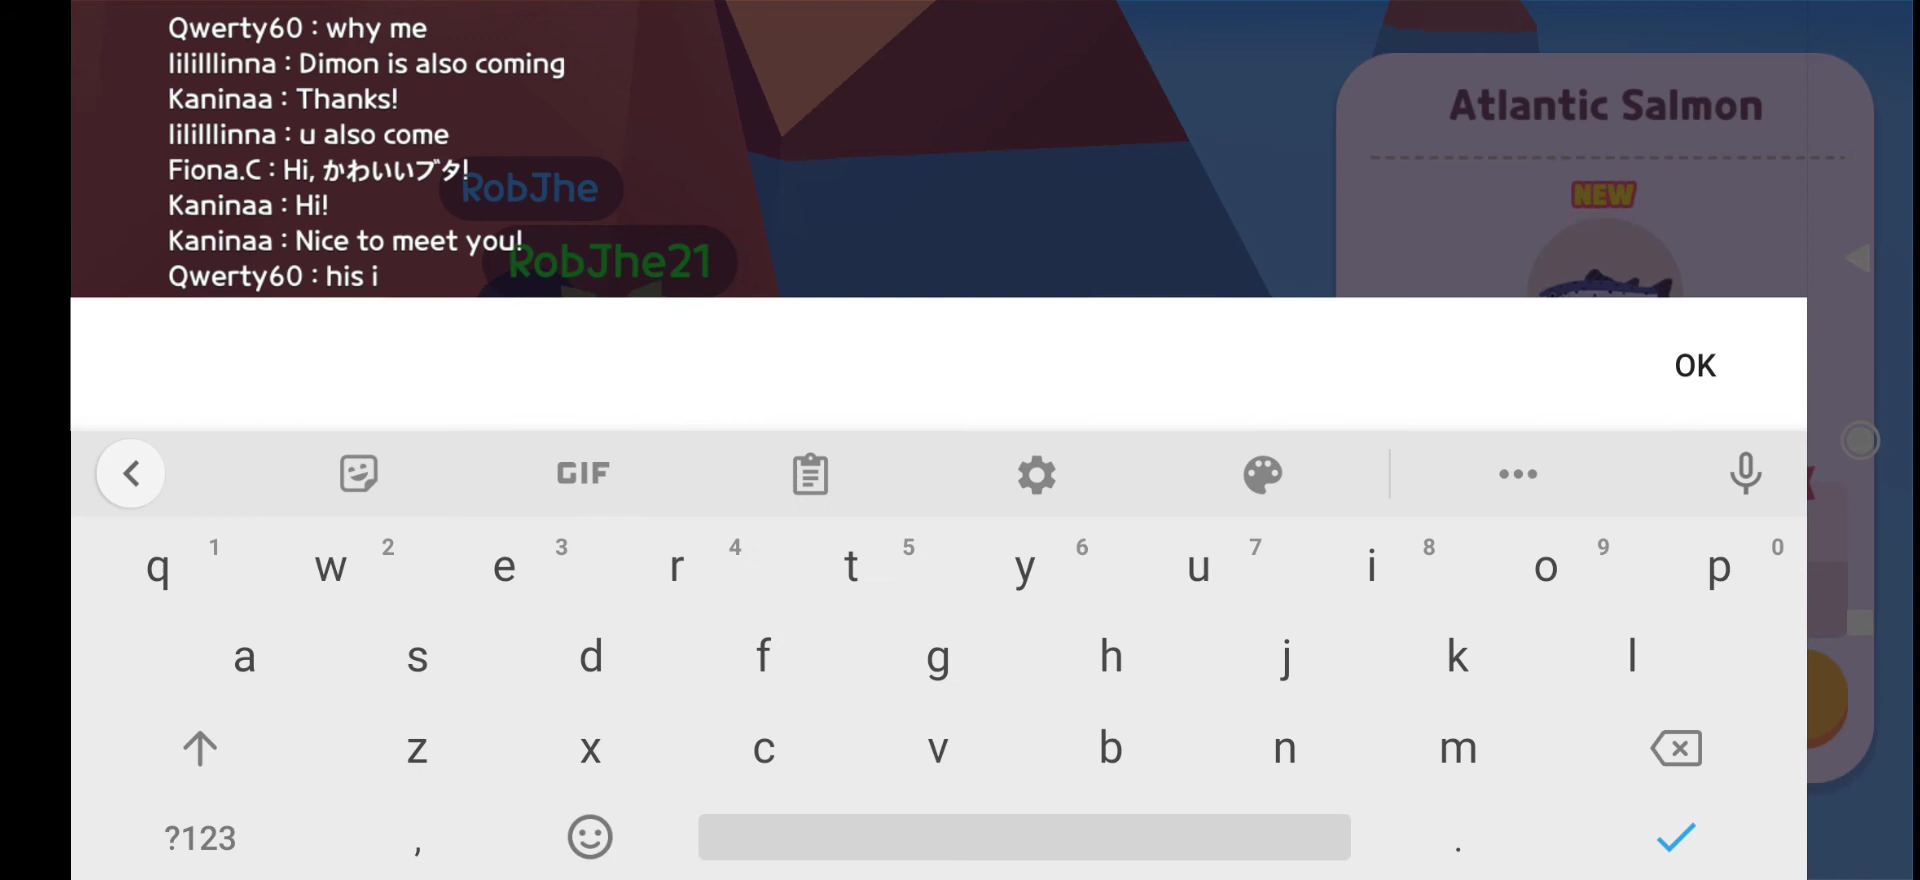 Qwerty60 : why me
lililllinna : Dimon is also coming
Kaninaa : Thanks!
lililllinna : u also come
Fiona.C : Hi, かわいいブタ!
Kaninaa : Hi!
Kaninaa : Nice to meet you!
Qwerty60 : his i
RobJhe
RobJhe21
Atlantic Salmon
NEW
OK
GIF
q 1 w 2 e 3 r 4 t 5 y 6 u 7 i 8 o 9 p 0
a s d f g h j k l
z x c v b n m
?123 , .